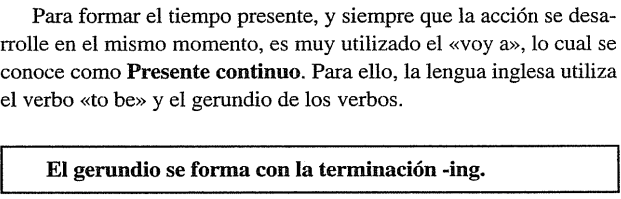 Para formar el tiempo presente, y siempre que la acción se desa-
rrolle en el mismo momento, es muy utilizado el «voy a», lo cual se
conoce como Presente continuo. Para ello, la lengua inglesa utiliza
el verbo «to be» y el gerundio de los verbos.
El gerundio se forma con la terminación -ing.